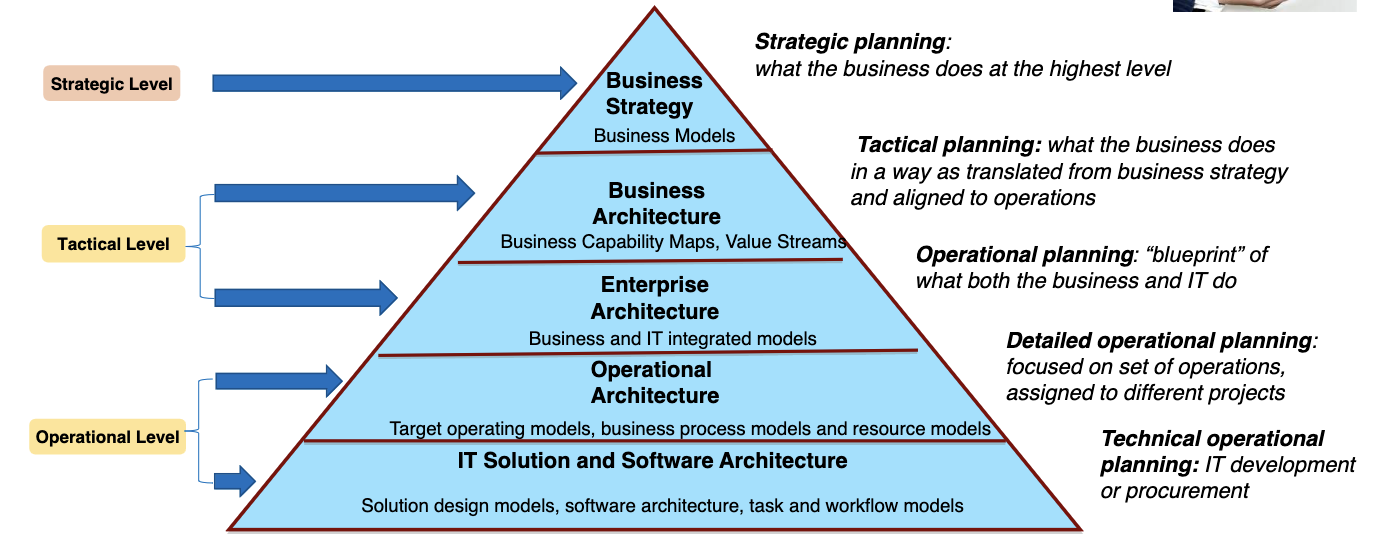 Strategic Level
Business
Strategy
Business Models
Strategic planning:
what the business does at the highest level
Tactical Level
Business
Architecture
Business Capability Maps, Value Streams
Tactical planning: what the business does
in a way as translated from business strategy
and aligned to operations
Enterprise
Architecture
Business and IT integrated models
Operational planning: “blueprint” of
what both the business and IT do
Operational Level
Operational
Architecture
Target operating models, business process models and resource models
Detailed operational planning:
focused on set of operations,
assigned to different projects
IT Solution and Software Architecture
Solution design models, software architecture, task and workflow models
Technical operational
planning: IT development
or procurement